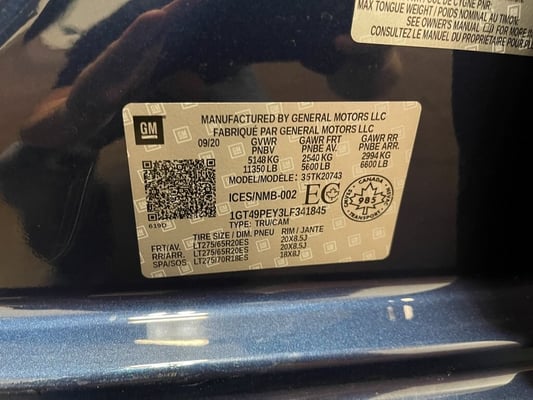 MAX TONGUE WEIGHT / POIDS NOMINAL AU TIMON
SEE OWNER'S MANUAL
CONSULTEZ LE MANUEL DU PROPRIETAIRE
GM
MANUFACTURED BY GENERAL MOTORS LLC
FABRIQUÉ PAR GENERAL MOTORS LLC
09/20 GVWR GAWR FRT GAWR RR
PNBV PNBE AV. PNBE ARR.
5148 KG 2540 KG 2994 KG
11350 LB 5600 LB 6600 LB
MODEL/MODÈLE: 35TK20743
ICES/NMB-002 EC
CANADA 985 TRANSPORT
1GT49PEY3LF341845
TYPE: TRU/CAM
619D
TIRE SIZE / DIM. PNEU RIM / JANTE
FRT/AV. LT275/65R20ES 20X8.5J
RR/ARR. LT275/65R20ES 20X8.5J
SPA/SOS. LT275/70R18ES 18X8J